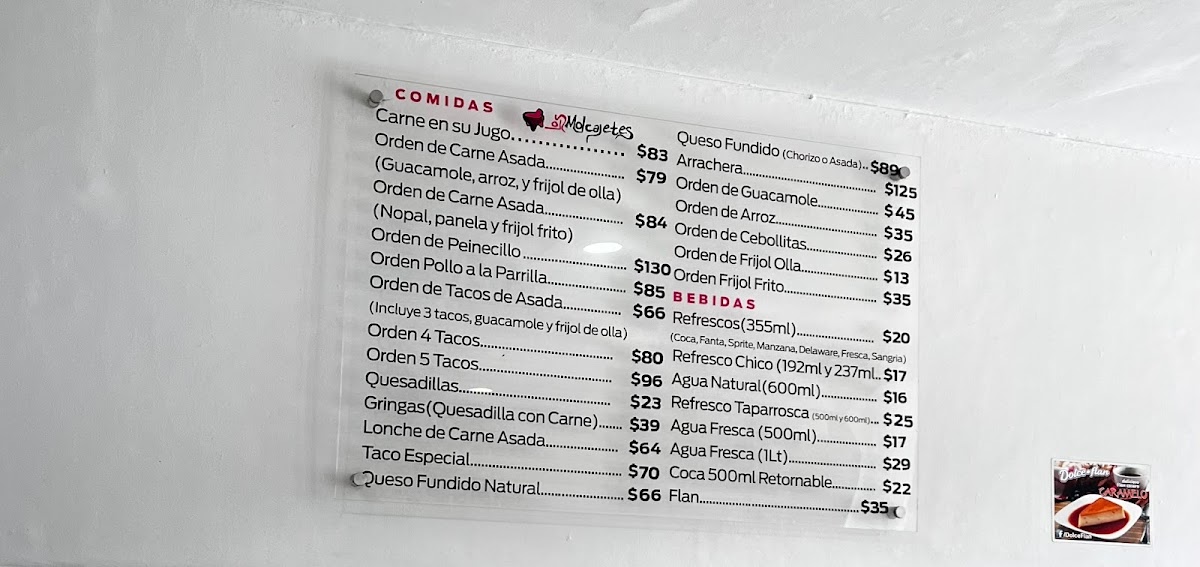 COMIDAS
Los Molcajetes
Carne en su Jugo.................... $83
Orden de Carne Asada.................... $79
(Guacamole, arroz, y frijol de olla)
Orden de Carne Asada.................... $84
(Nopal, panela y frijol frito)
Orden de Peinecillo.................... $130
Orden Pollo a la Parrilla.................... $85
Orden de Tacos de Asada.................... $66
(Incluye 3 tacos, guacamole y frijol de olla)
Orden 4 Tacos.................... $80
Orden 5 Tacos.................... $96
Quesadillas.................... $23
Gringas(Quesadilla con Carne)....... $39
Lonche de Carne Asada.................... $64
Taco Especial.................... $70
Queso Fundido Natural.................... $66
Queso Fundido (Chorizo o Asada).. $89
Arrachera.................... $125
Orden de Guacamole.................... $45
Orden de Arroz.................... $35
Orden de Cebollitas.................... $26
Orden de Frijol Olla.................... $13
Orden Frijol Frito.................... $35
BEBIDAS
Refrescos(355ml).................... $20
(Coca, Fanta, Sprite, Manzana, Delaware, Fresca, Sangria)
Refresco Chico (192ml y 237ml.. $17
Agua Natural(600ml).............. $16
Refresco Taparrosca (500ml y 600ml)... $25
Agua Fresca (500ml)............... $17
Agua Fresca (1Lt).................... $29
Coca 500ml Retornable............ $22
Flan.................... $35
Dolce flan
CARAMELO
f/DolceFlan